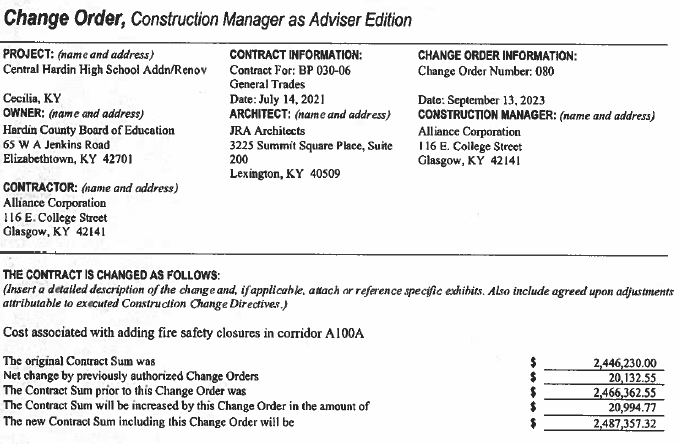 Change Order, Construction Manager as Adviser Edition
PROJECT: (name and address)
Central Hardin High School Addn/Renov
Cecilia, KY
OWNER: (name and address)
Hardin County Board of Education
65 W A Jenkins Road
Elizabethtown, KY 42701
CONTRACTOR: (name and address)
Alliance Corporation
116 E. College Street
Glasgow, KY 42141
CONTRACT INFORMATION:
Contract For: BP 030-06
General Trades
Date: July 14, 2021
ARCHITECT: (name and address)
JRA Architects
3225 Summit Square Place, Suite
200
Lexington, KY 40509
CHANGE ORDER INFORMATION:
Change Order Number: 080
Date: September 13, 2023
CONSTRUCTION MANAGER: (name and address)
Alliance Corporation
116 E. College Street
Glasgow, KY 42141
THE CONTRACT IS CHANGED AS FOLLOWS:
(Insert a detailed description of the change and, if applicable, attach or reference specific exhibits. Also include agreed upon adjustments
attributable to executed Construction Change Directives.)
Cost associated with adding fire safety closures in corridor A100A
The original Contract Sum was $ 2,446,230.00
Net change by previously authorized Change Orders $ 20,132.55
The Contract Sum prior to this Change Order was $ 2,466,362.55
The Contract Sum will be increased by this Change Order in the amount of $ 20,994.77
The new Contract Sum including this Change Order will be $ 2,487,357.32